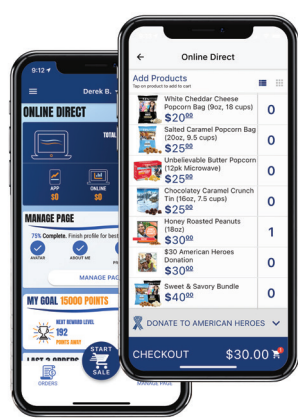 9:12
Derek B.
ONLINE DIRECT
TOTAL
APP
$0
ONLINE
$0
MANAGE PAGE
75% Complete. Finish profile for best
AVATAR
ABOUT ME
MANAGE PAG
MY GOAL 15000 POINTS
NEXT REWARD LEVEL
192
POINTS AWAY
START
SALE
LAST 3 ORDERS
ORDERS
MANAGE PAGE
Online Direct
Add Products
Tap on product to add to cart
White Cheddar Cheese
Popcorn Bag (9oz, 18 cups)
$20.00
0
Salted Caramel Popcorn Bag
(20oz, 9.5 cups)
$25.00
0
Unbelievable Butter Popcorn
(12pk Microwave)
$25.00
0
Chocolatey Caramel Crunch
Tin (16oz, 7.5 cups)
$25.00
0
Honey Roasted Peanuts
(18oz)
$30.00
1
$30 American Heroes
Donation
$30.00
0
Sweet & Savory Bundle
$40.00
0
DONATE TO AMERICAN HEROES
CHECKOUT
$30.00